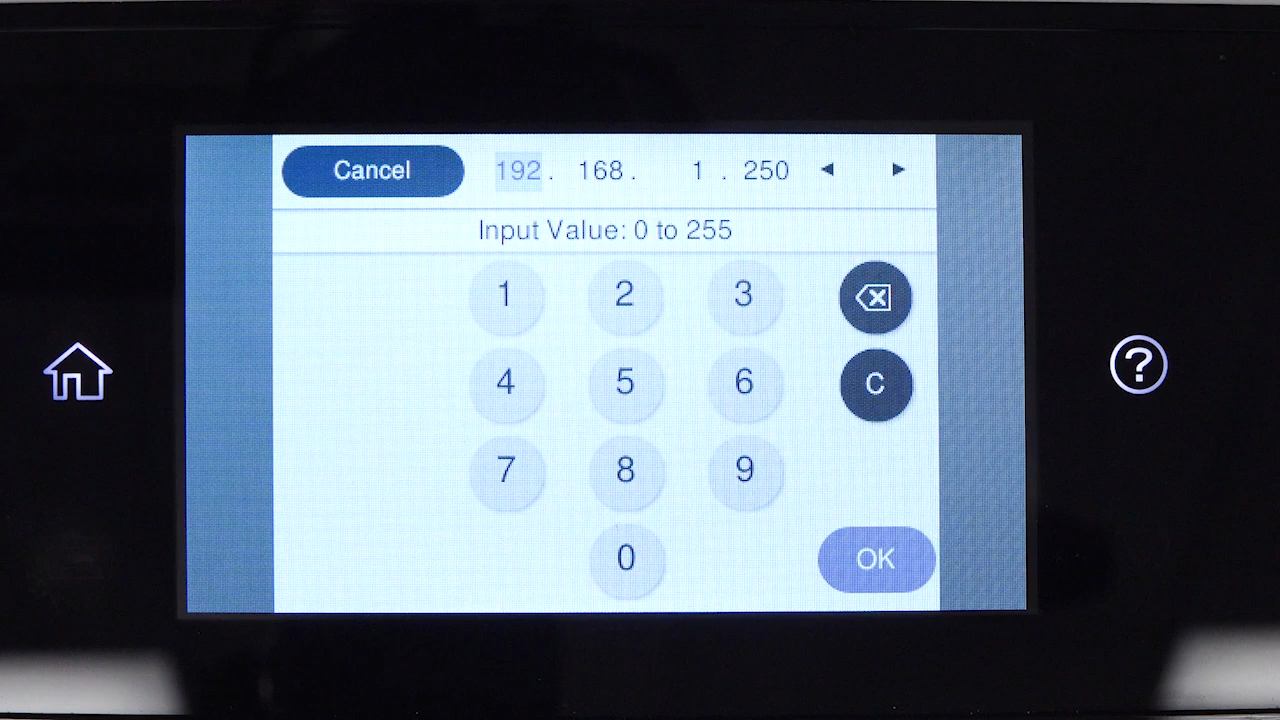 Cancel 192. 168. 1 . 250 ◄ ►
Input Value: 0 to 255
1 2 3
4 5 6 C
7 8 9
0 OK
?